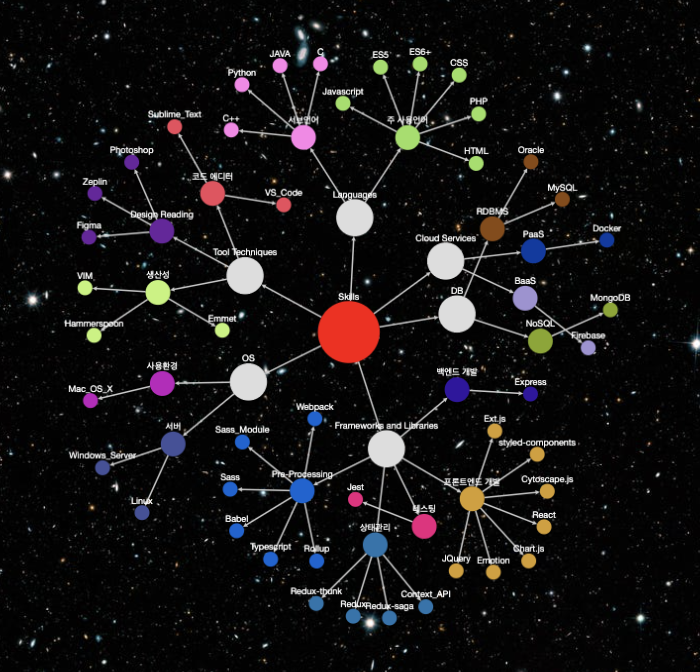 JAVA
C
Python
ES5
ES6+
CSS
Javascript
PHP
C++
서브언어
주 사용언어
HTML
Sublime_Text
Oracle
Photoshop
코드 에디터
VS_Code
Languages
MySQL
Zeplin
Design Reading
RDBMS
Figma
Cloud Services
PaaS
Docker
Tool Techniques
VIM
생산성
BaaS
DB
MongoDB
Skills
Hammerspoon
Emmet
NoSQL
Firebase
OS
사용환경
Mac_OS_X
백엔드 개발
Express
Webpack
Sass_Module
서버
Frameworks and Libraries
Ext.js
styled-components
Windows_Server
Sass
Pre-Processing
Jest
프론트엔드 개발
Cytoscape.js
Linux
테스팅
React
Babel
상태관리
Typescript
Rollup
JQuery
Emotion
Chart.js
Redux-thunk
Redux
Redux-saga
Context_API